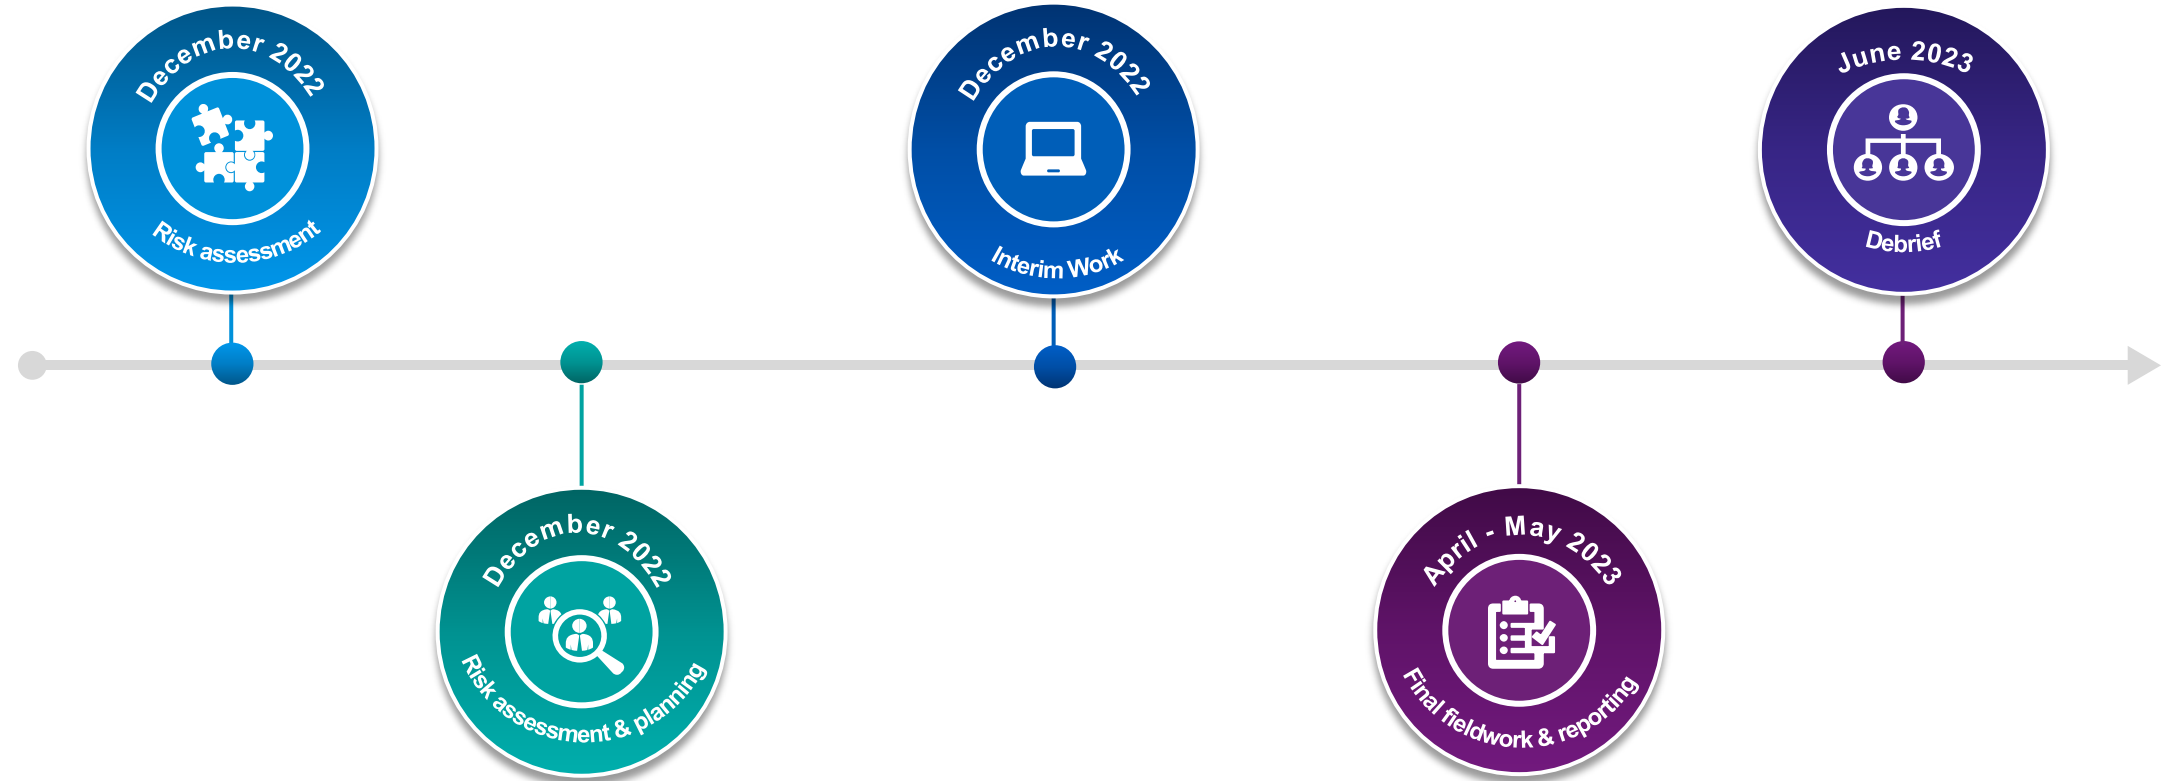 December 2022
Risk assessment
December 2022
Risk assessment & planning
December 2022
Interim Work
April - May 2023
Final fieldwork & reporting
June 2023
Debrief